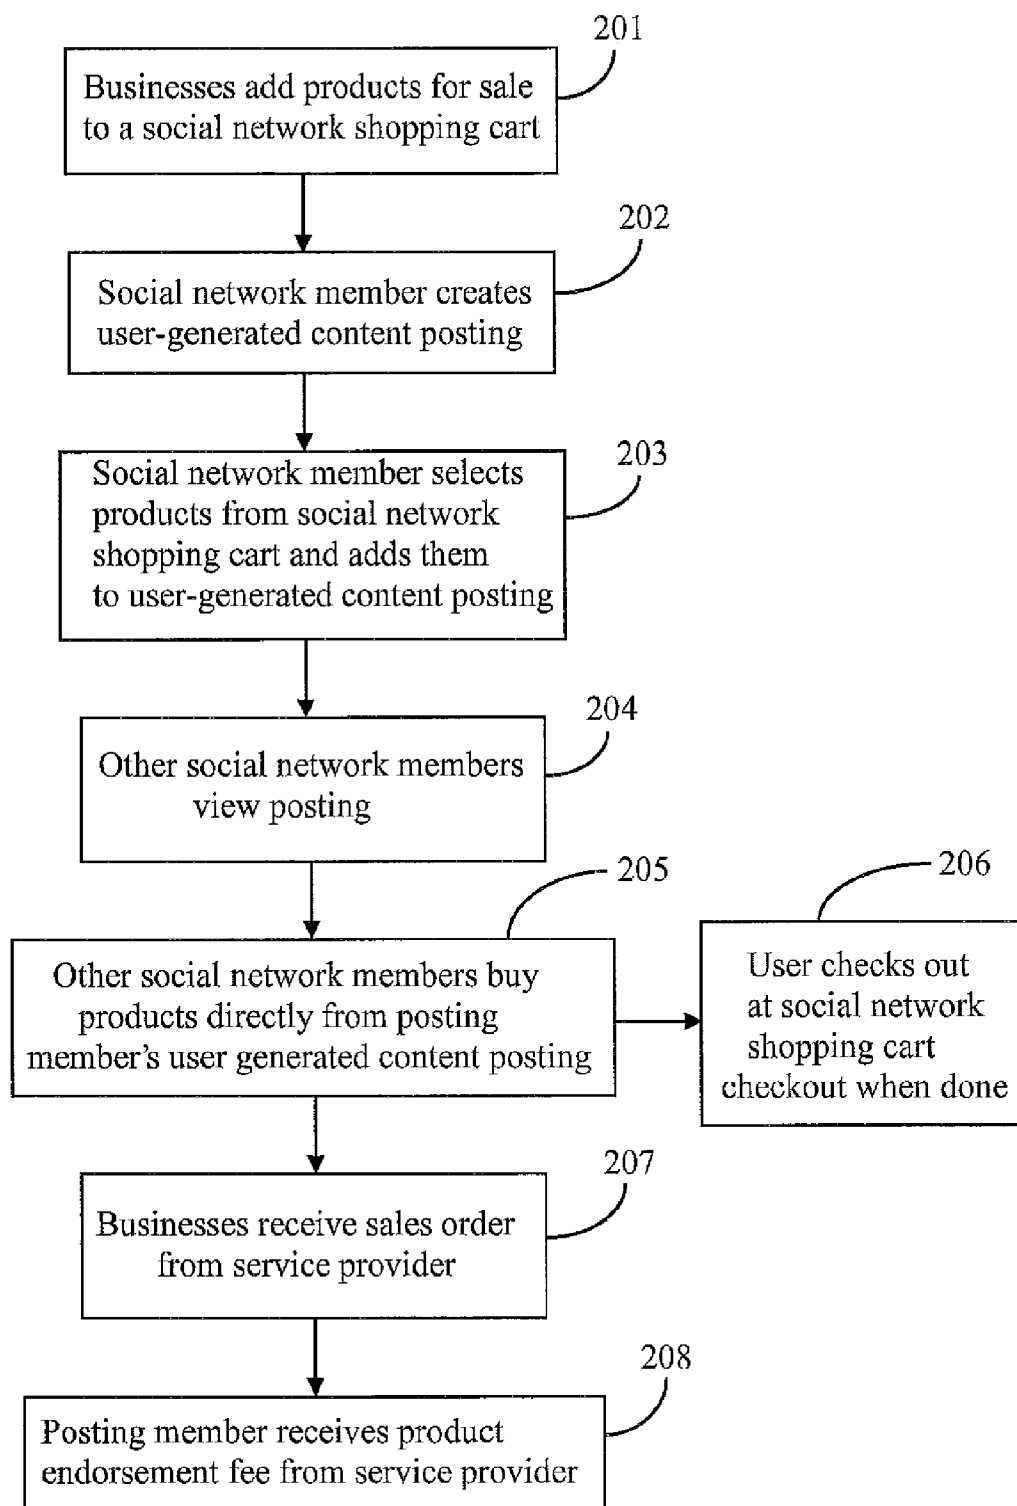 201
Businesses add products for sale
to a social network shopping cart
202
Social network member creates
user-generated content posting
203
Social network member selects
products from social network
shopping cart and adds them
to user-generated content posting
204
Other social network members
view posting
205
Other social network members buy
products directly from posting
member's user generated content posting
206
User checks out
at social network
shopping cart
checkout when done
207
Businesses receive sales order
from service provider
208
Posting member receives product
endorsement fee from service provider